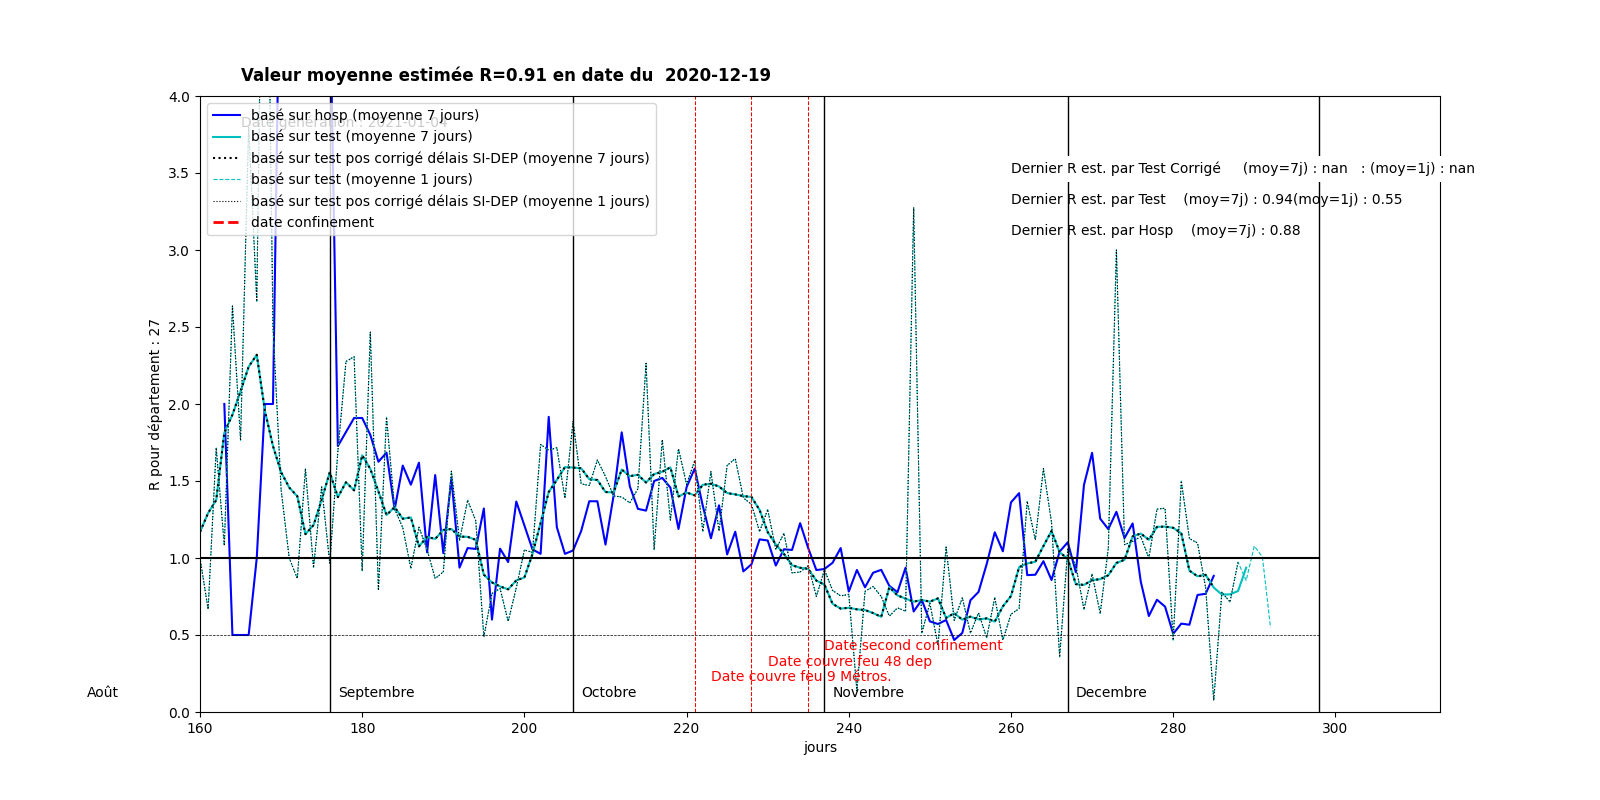 Valeur moyenne estimée R=0.91 en date du  2020-12-19
Date génération : 2021-01-04
basé sur hosp (moyenne 7 jours)
basé sur test (moyenne 7 jours)
basé sur test pos corrigé délais SI-DEP (moyenne 7 jours)
basé sur test (moyenne 1 jours)
basé sur test pos corrigé délais SI-DEP (moyenne 1 jours)
date confinement
Dernier R est. par Test Corrigé     (moy=7j) : nan   : (moy=1j) : nan
Dernier R est. par Test    (moy=7j) : 0.94(moy=1j) : 0.55
Dernier R est. par Hosp    (moy=7j) : 0.88
R pour département : 27
4.0
3.5
3.0
2.5
2.0
1.5
1.0
0.5
0.0
Date second confinement
Date couvre feu 48 dep
Date couvre feu 9 Métros.
Août
Septembre
Octobre
Novembre
Decembre
160
180
200
220
240
260
280
300
jours